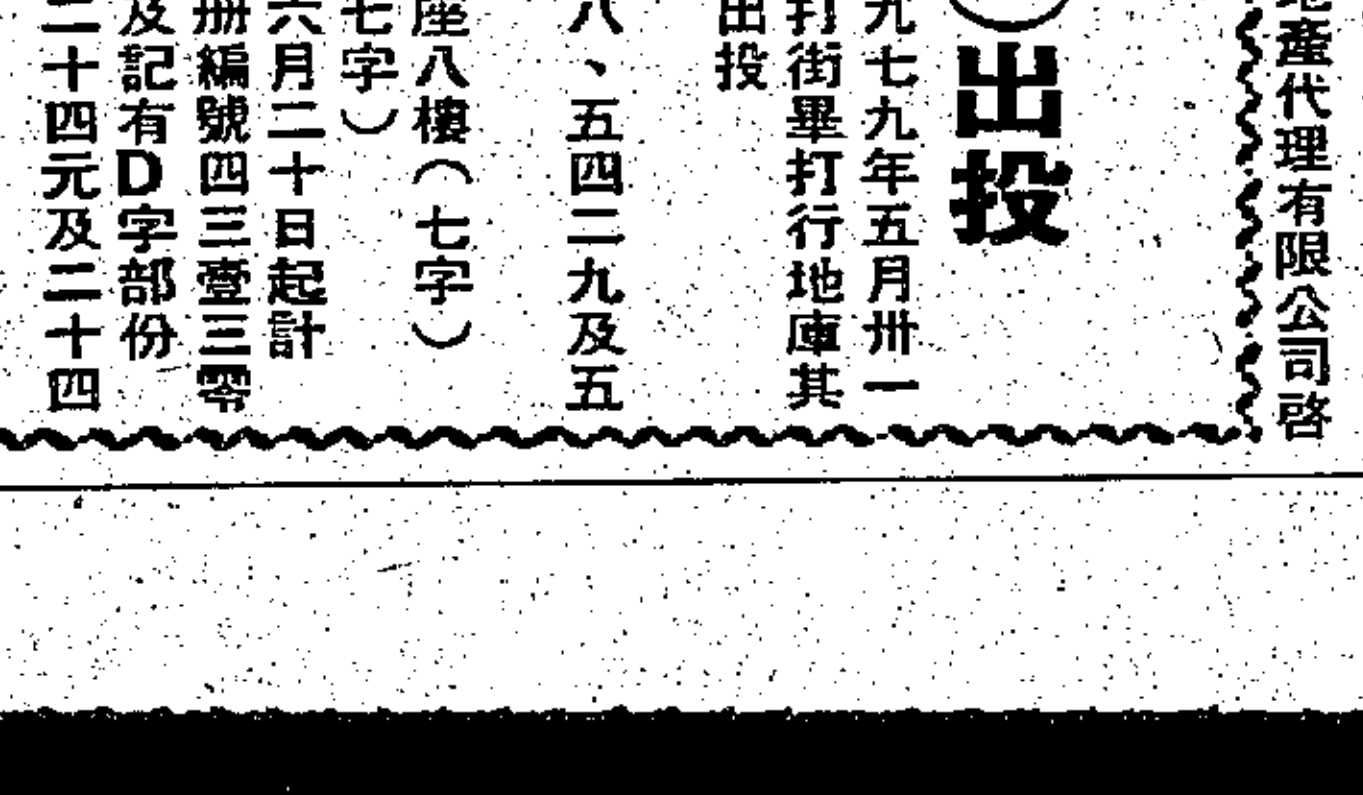 地產代理有限公司啓
出投
九七九年五月卅一
打街畢打行地庫其
出投
八、五四二九及五
座八樓（七字）
七字）
六月二十日起計
册編號四三壹三零
及記有D字部份
二十四元及二十四